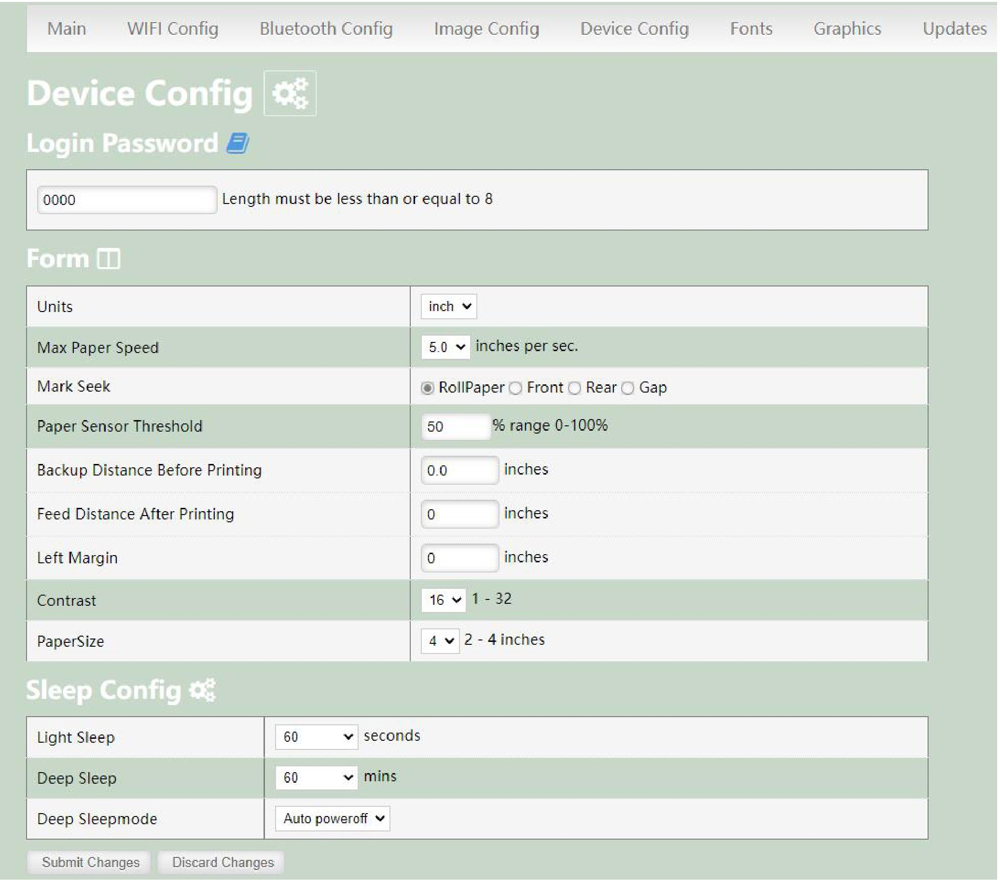 Main WIFI Config Bluetooth Config Image Config Device Config Fonts Graphics Updates
Device Config
Login Password
0000 Length must be less than or equal to 8
Form
Units inch
Max Paper Speed 5.0 inches per sec.
Mark Seek RollPaper Front Rear Gap
Paper Sensor Threshold 50 % range 0-100%
Backup Distance Before Printing 0.0 inches
Feed Distance After Printing 0 inches
Left Margin 0 inches
Contrast 16 1 - 32
PaperSize 4 2 - 4 inches
Sleep Config
Light Sleep 60 seconds
Deep Sleep 60 mins
Deep Sleepmode Auto poweroff
Submit Changes Discard Changes